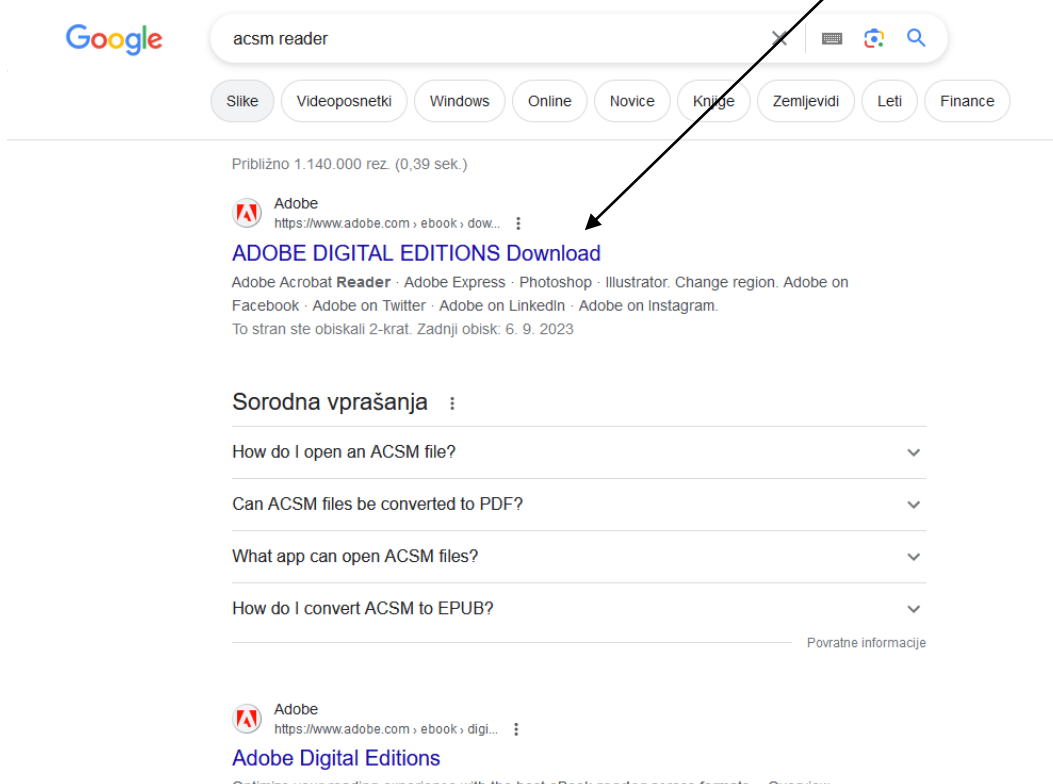 Google
acsm reader
Slike Videoposnetki Windows Online Novice Knjige Zemljevidi Leti Finance
Približno 1.140.000 rez. (0,39 sek.)
Adobe
https://www.adobe.com › ebook › dow...
ADOBE DIGITAL EDITIONS Download
Adobe Acrobat Reader · Adobe Express · Photoshop · Illustrator. Change region. Adobe on
Facebook · Adobe on Twitter · Adobe on LinkedIn · Adobe on Instagram.
To stran ste obiskali 2-krat. Zadnji obisk: 6. 9. 2023
Sorodna vprašanja
How do I open an ACSM file?
Can ACSM files be converted to PDF?
What app can open ACSM files?
How do I convert ACSM to EPUB?
Povratne informacije
Adobe
https://www.adobe.com › ebook › digi...
Adobe Digital Editions